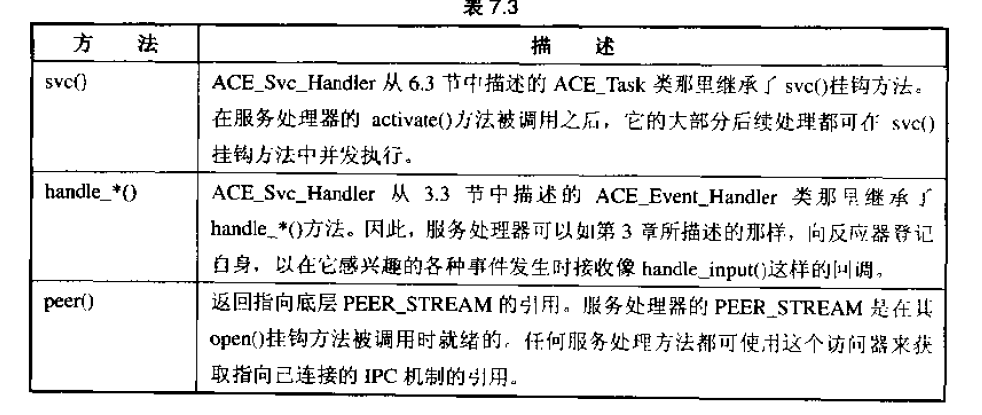 表 7.3
方 法 描 述
svc() ACE_Svc_Handler 从 6.3 节中描述的 ACE_Task 类那里继承了 svc()挂钩方法。
在服务处理器的 activate()方法被调用之后，它的大部分后续处理都可在 svc()
挂钩方法中并发执行。
handle_*() ACE_Svc_Handler 从 3.3 节中描述的 ACE_Event_Handler 类那里继承了
handle_*()方法。因此，服务处理器可以如第 3 章所描述的那样，向反应器登记
自身，以在它感兴趣的各种事件发生时接收像 handle_input()这样的回调。
peer() 返回指向底层 PEER_STREAM 的引用。服务处理器的 PEER_STREAM 是在其
open()挂钩方法被调用时就绪的。任何服务处理方法都可使用这个访问器来获
取指向已连接的 IPC 机制的引用。